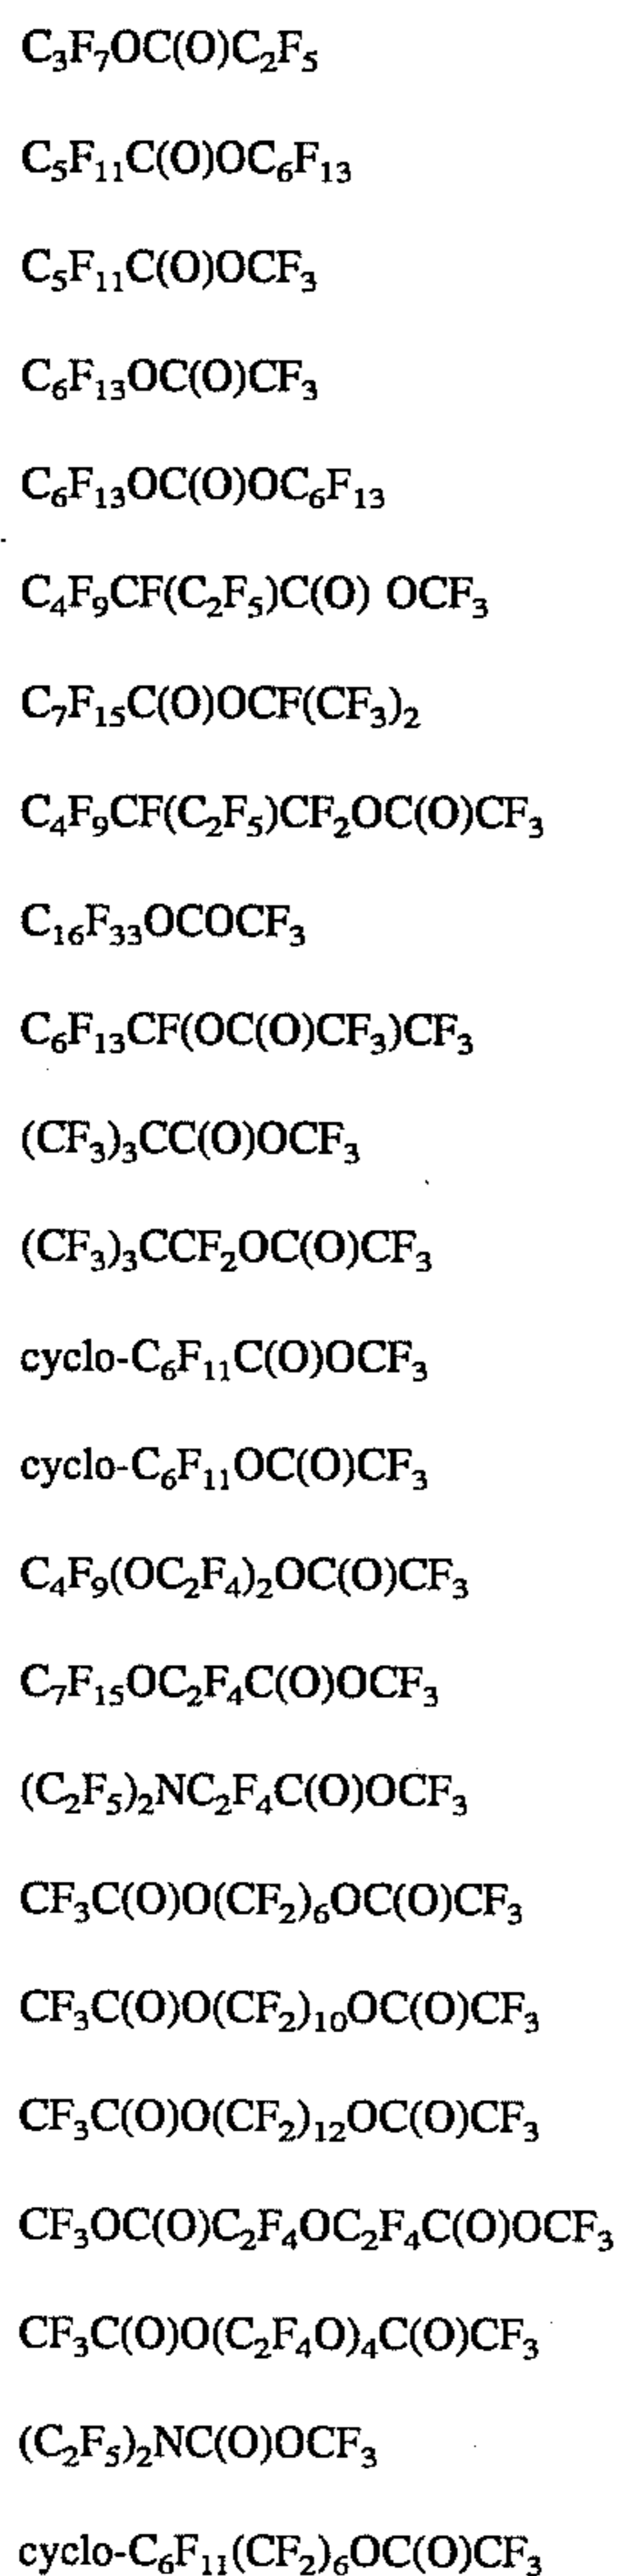 C₃F₇OC(O)C₂F₅
C₅F₁₁C(O)OC₆F₁₃
C₅F₁₁C(O)OCF₃
C₆F₁₃OC(O)CF₃
C₆F₁₃OC(O)OC₆F₁₃
C₄F₉CF(C₂F₅)C(O) OCF₃
C₇F₁₅C(O)OCF(CF₃)₂
C₄F₉CF(C₂F₅)CF₂OC(O)CF₃
C₁₆F₃₃OCOCF₃
C₆F₁₃CF(OC(O)CF₃)CF₃
(CF₃)₃CC(O)OCF₃
(CF₃)₃CCF₂OC(O)CF₃
cyclo-C₆F₁₁C(O)OCF₃
cyclo-C₆F₁₁OC(O)CF₃
C₄F₉(OC₂F₄)₂OC(O)CF₃
C₇F₁₅OC₂F₄C(O)OCF₃
(C₂F₅)₂NC₂F₄C(O)OCF₃
CF₃C(O)O(CF₂)₆OC(O)CF₃
CF₃C(O)O(CF₂)₁₀OC(O)CF₃
CF₃C(O)O(CF₂)₁₂OC(O)CF₃
CF₃OC(O)C₂F₄OC₂F₄C(O)OCF₃
CF₃C(O)O(C₂F₄O)₄C(O)CF₃
(C₂F₅)₂NC(O)OCF₃
cyclo-C₆F₁₁(CF₂)₆OC(O)CF₃